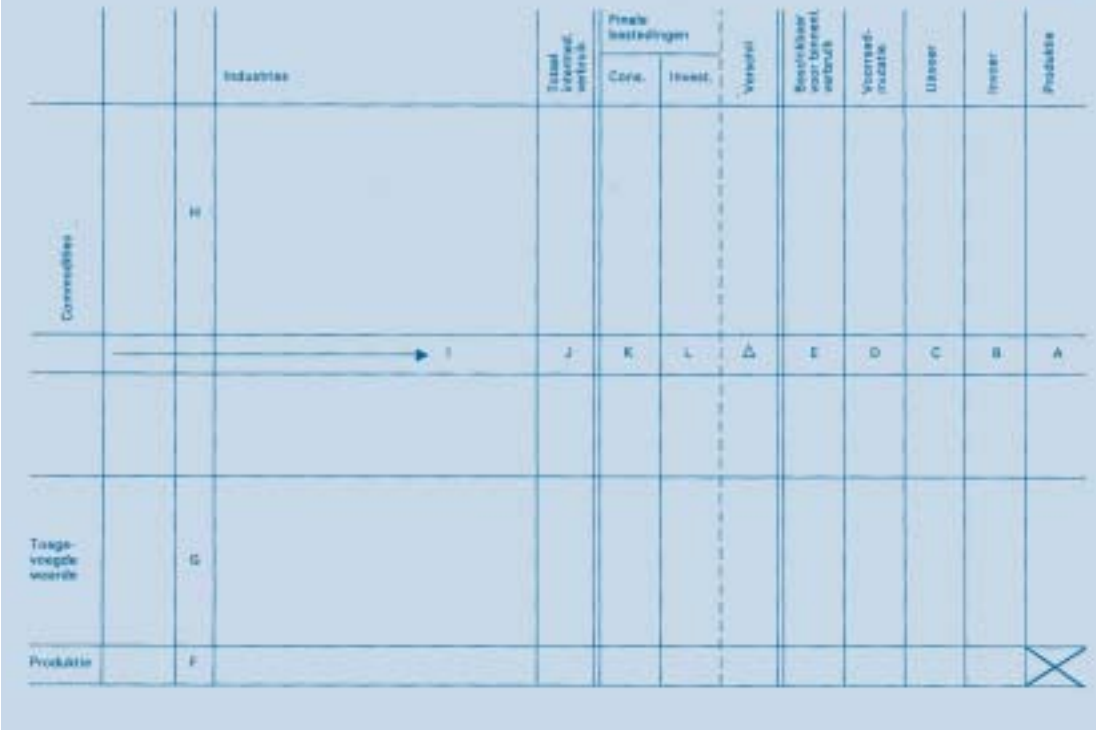 Industries
Totaal
intermed.
verbruik
Finale
bestedingen
Cons.
Invest.
Verschil
Beschikbaar
voor binnenl.
verbruik
Voorraad-
mutatie
Uitvoer
Invoer
Produktie
Commodities
H
I
J
K
L
Δ
E
D
C
B
A
Toege-
voegde
waarde
G
Produktie
F